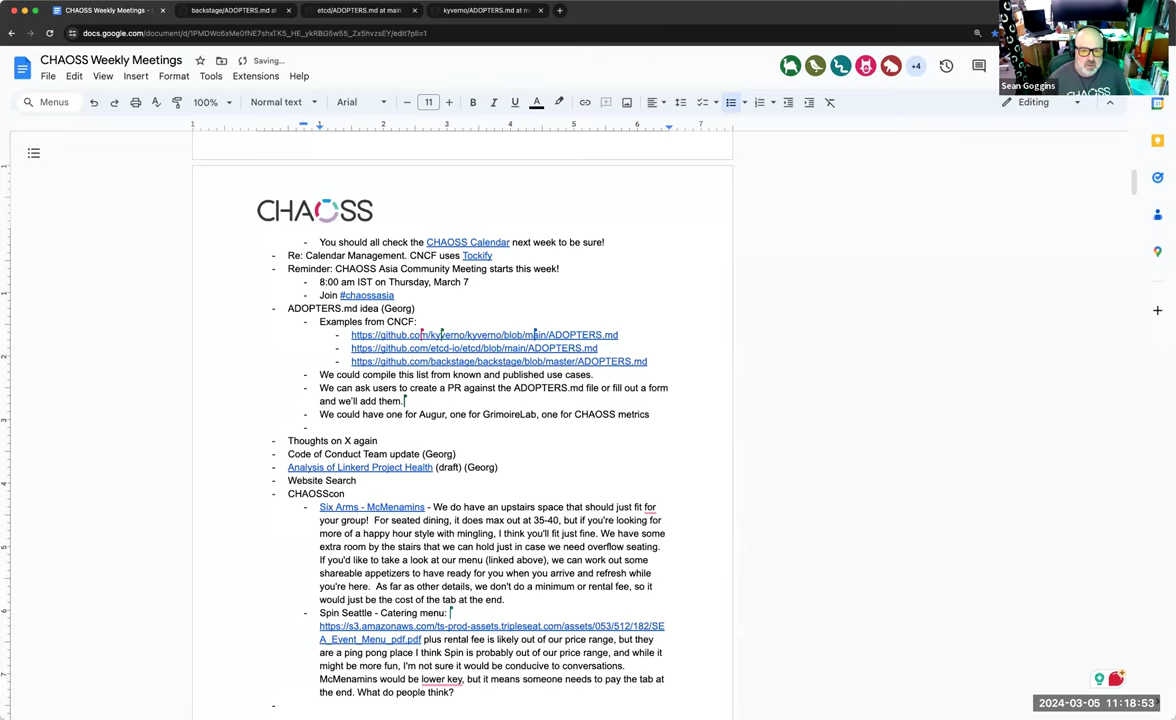 CHAOSS Weekly Meetings -
backstage/ADOPTERS.md at
etcd/ADOPTERS.md at main
kyverno/ADOPTERS.md at m
docs.google.com/document/d/1PMDWc6xMe0fNE7shxTK5_HE_ykRBG5w55_Zx5hvzsEY/edit?pli=1
CHAOSS Weekly Meetings
Saving...
File Edit View Insert Format Tools Extensions Help
+4
Sean Goggins
CHAOSS
Menus 100% Normal text Arial 11 B I U A Editing
1 1 2 3 4 5 6 7
CHAOSS
- You should all check the CHAOSS Calendar next week to be sure!
- Re: Calendar Management. CNCF uses Tockify
- Reminder: CHAOSS Asia Community Meeting starts this week!
- 8:00 am IST on Thursday, March 7
- Join #chaossasia
- ADOPTERS.md idea (Georg)
- Examples from CNCF:
- https://github.com/kyverno/kyverno/blob/main/ADOPTERS.md
- https://github.com/etcd-io/etcd/blob/main/ADOPTERS.md
- https://github.com/backstage/backstage/blob/master/ADOPTERS.md
- We could compile this list from known and published use cases.
- We can ask users to create a PR against the ADOPTERS.md file or fill out a form
and we'll add them.
- We could have one for Augur, one for GrimoireLab, one for CHAOSS metrics
-
- Thoughts on X again
- Code of Conduct Team update (Georg)
- Analysis of Linkerd Project Health (draft) (Georg)
- Website Search
- CHAOSScon
- Six Arms - McMenamins - We do have an upstairs space that should just fit for
your group! For seated dining, it does max out at 35-40, but if you're looking for
more of a happy hour style with mingling, I think you'll fit just fine. We have some
extra room by the stairs that we can hold just in case we need overflow seating.
If you'd like to take a look at our menu (linked above), we can work out some
shareable appetizers to have ready for you when you arrive and refresh while
you're here. As far as other details, we don't do a minimum or rental fee, so it
would just be the cost of the tab at the end.
- Spin Seattle - Catering menu:
https://s3.amazonaws.com/ts-prod-assets.tripleseat.com/assets/053/512/182/SE
A_Event_Menu_pdf.pdf plus rental fee is likely out of our price range, but they
are a ping pong place I think Spin is probably out of our price range, and while it
might be more fun, I'm not sure it would be conducive to conversations.
McMenamins would be lower key, but it means someone needs to pay the tab at
the end. What do people think?
-
2024-03-05 11:18:53